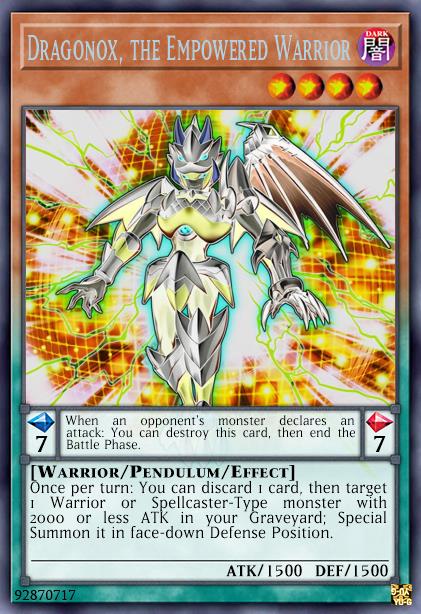 DRAGONOX, THE EMPOWERED WARRIOR
DARK
闇
When an opponent's monster declares an
attack: You can destroy this card, then end the
Battle Phase.
7
7
[WARRIOR/PENDULUM/EFFECT]
Once per turn: You can discard 1 card, then target
1 Warrior or Spellcaster-Type monster with
2000 or less ATK in your Graveyard; Special
Summon it in face-down Defense Position.
ATK/1500 DEF/1500
92870717